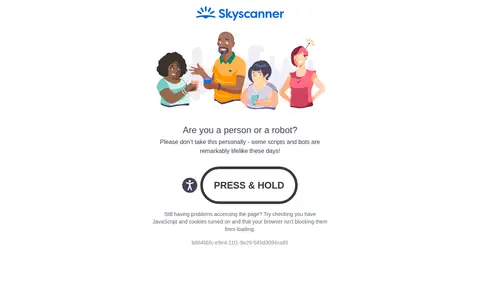 Skyscanner
Are you a person or a robot?
Please don't take this personally - some scripts and bots are
remarkably lifelike these days!
PRESS & HOLD
Still having problems accessing the page? Try checking you have
JavaScript and cookies turned on and that your browser isn't blocking them
from loading.